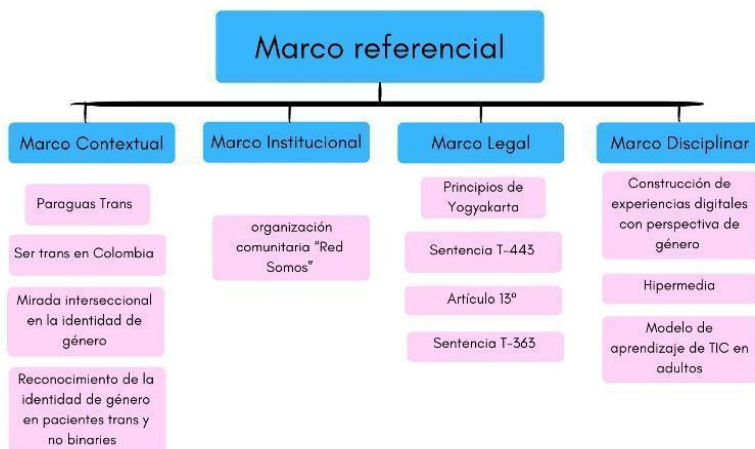 Marco referencial
Marco Contextual
Marco Institucional
Marco Legal
Marco Disciplinar
Paraguas Trans
Ser trans en Colombia
Mirada interseccional
en la identidad de
género
Reconocimiento de la
identidad de género
en pacientes trans y
no binaries
organización
comunitaria "Red
Somos"
Principios de
Yogyakarta
Sentencia T-443
Artículo 13º
Sentencia T-363
Construcción de
experiencias digitales
con perspectiva de
género
Hipermedia
Modelo de
aprendizaje de TIC en
adultos